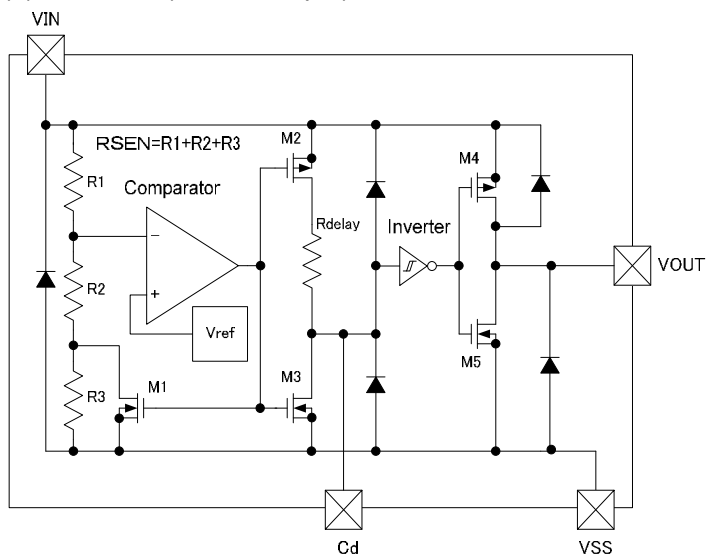 VIN
RSEN=R1+R2+R3
M2
M4
R1
Comparator
Rdelay
Inverter
−
VOUT
R2
+
Vref
M5
R3
M1
M3
Cd
VSS